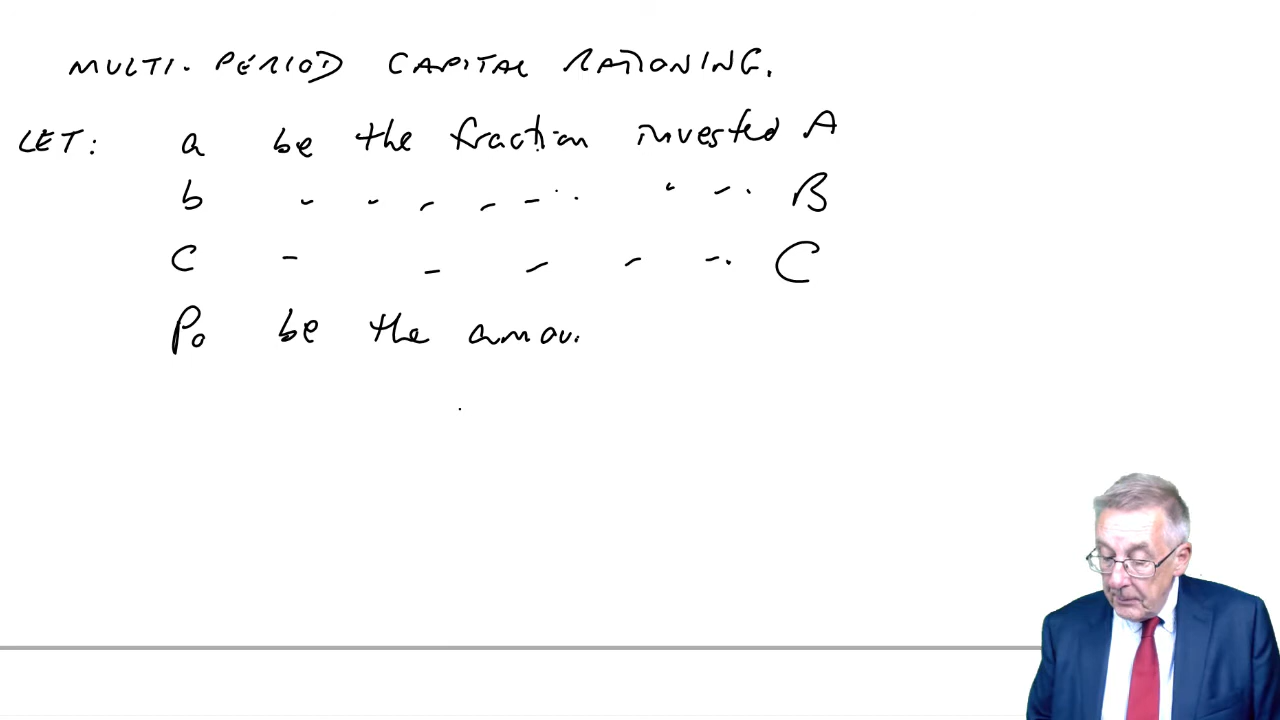 MULTI-PERIOD CAPITAL RATIONING.
LET: a be the fraction invested A
b " " " " " " " B
c " " " " " C
P0 be the amou